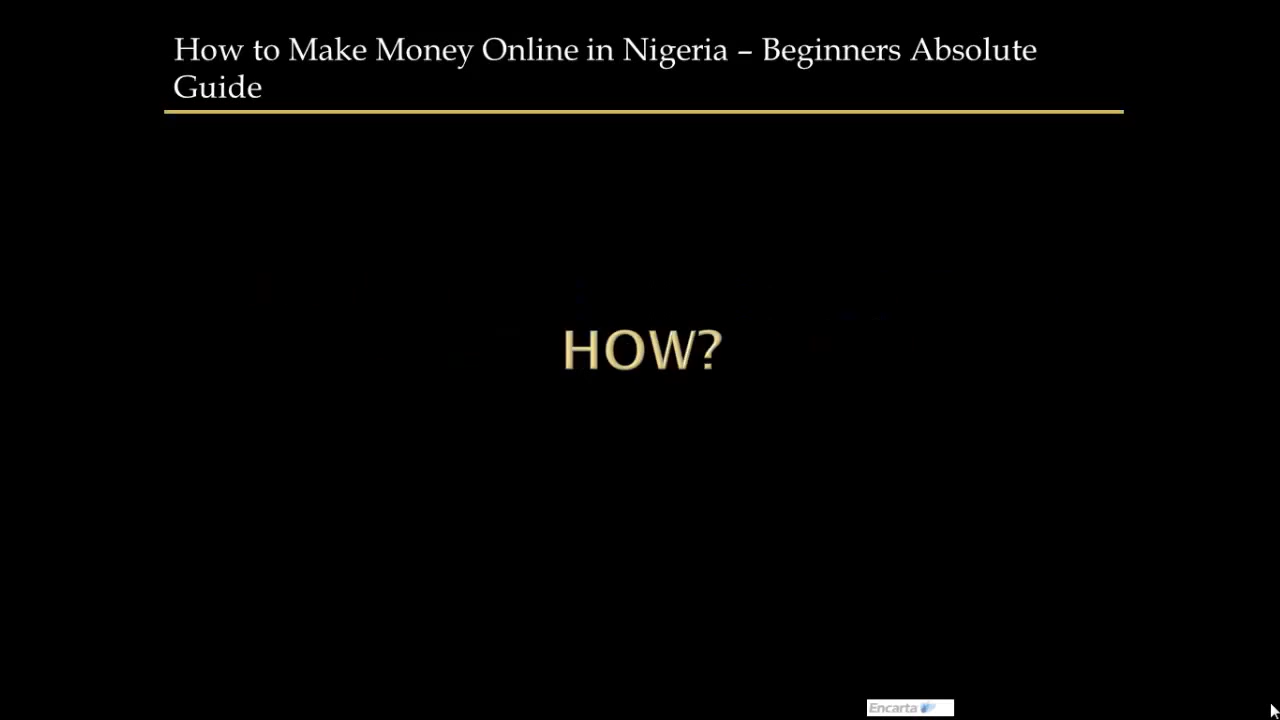 How to Make Money Online in Nigeria – Beginners Absolute
Guide
HOW?
Encarta